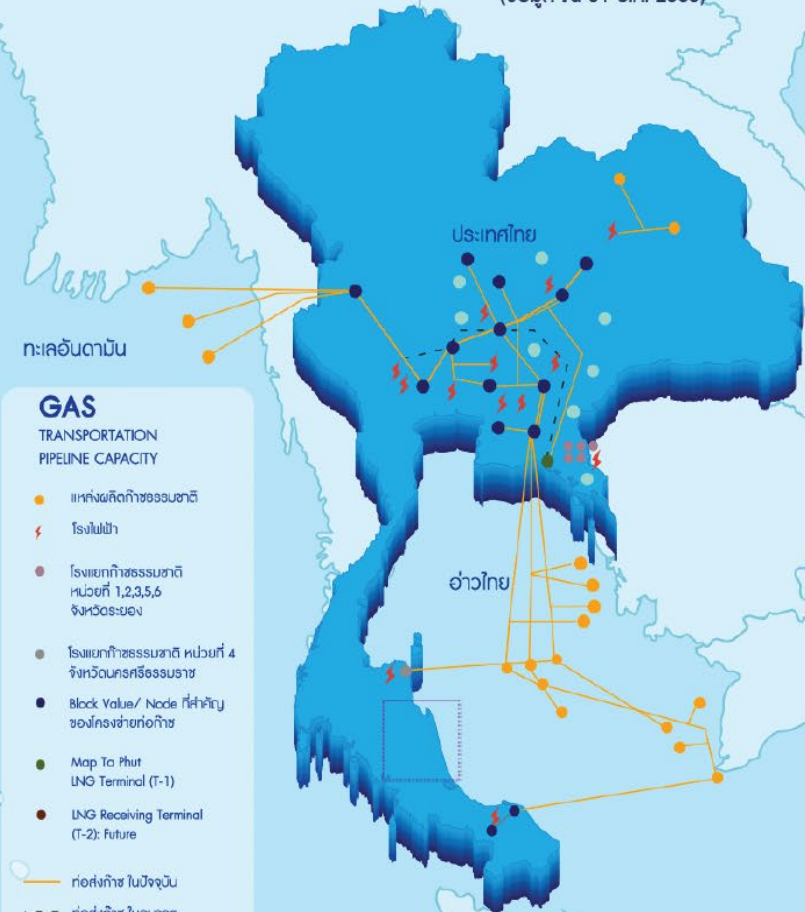 ประเทศไทย
ทะเลอันดามัน
อ่าวไทย
GAS
TRANSPORTATION
PIPELINE CAPACITY
แหล่งผลิตก๊าซธรรมชาติ
โรงไฟฟ้า
โรงแยกก๊าซธรรมชาติ
หน่วยที่ 1,2,3,5,6
จังหวัดระยอง
โรงแยกก๊าซธรรมชาติ หน่วยที่ 4
จังหวัดนครศรีธรรมราช
Block Value/ Node ที่สำคัญ
ของโครงข่ายท่อก๊าซ
Map Ta Phut
LNG Terminal (T-1)
LNG Receiving Terminal
(T-2): Future
ท่อส่งก๊าซ ในปัจจุบัน